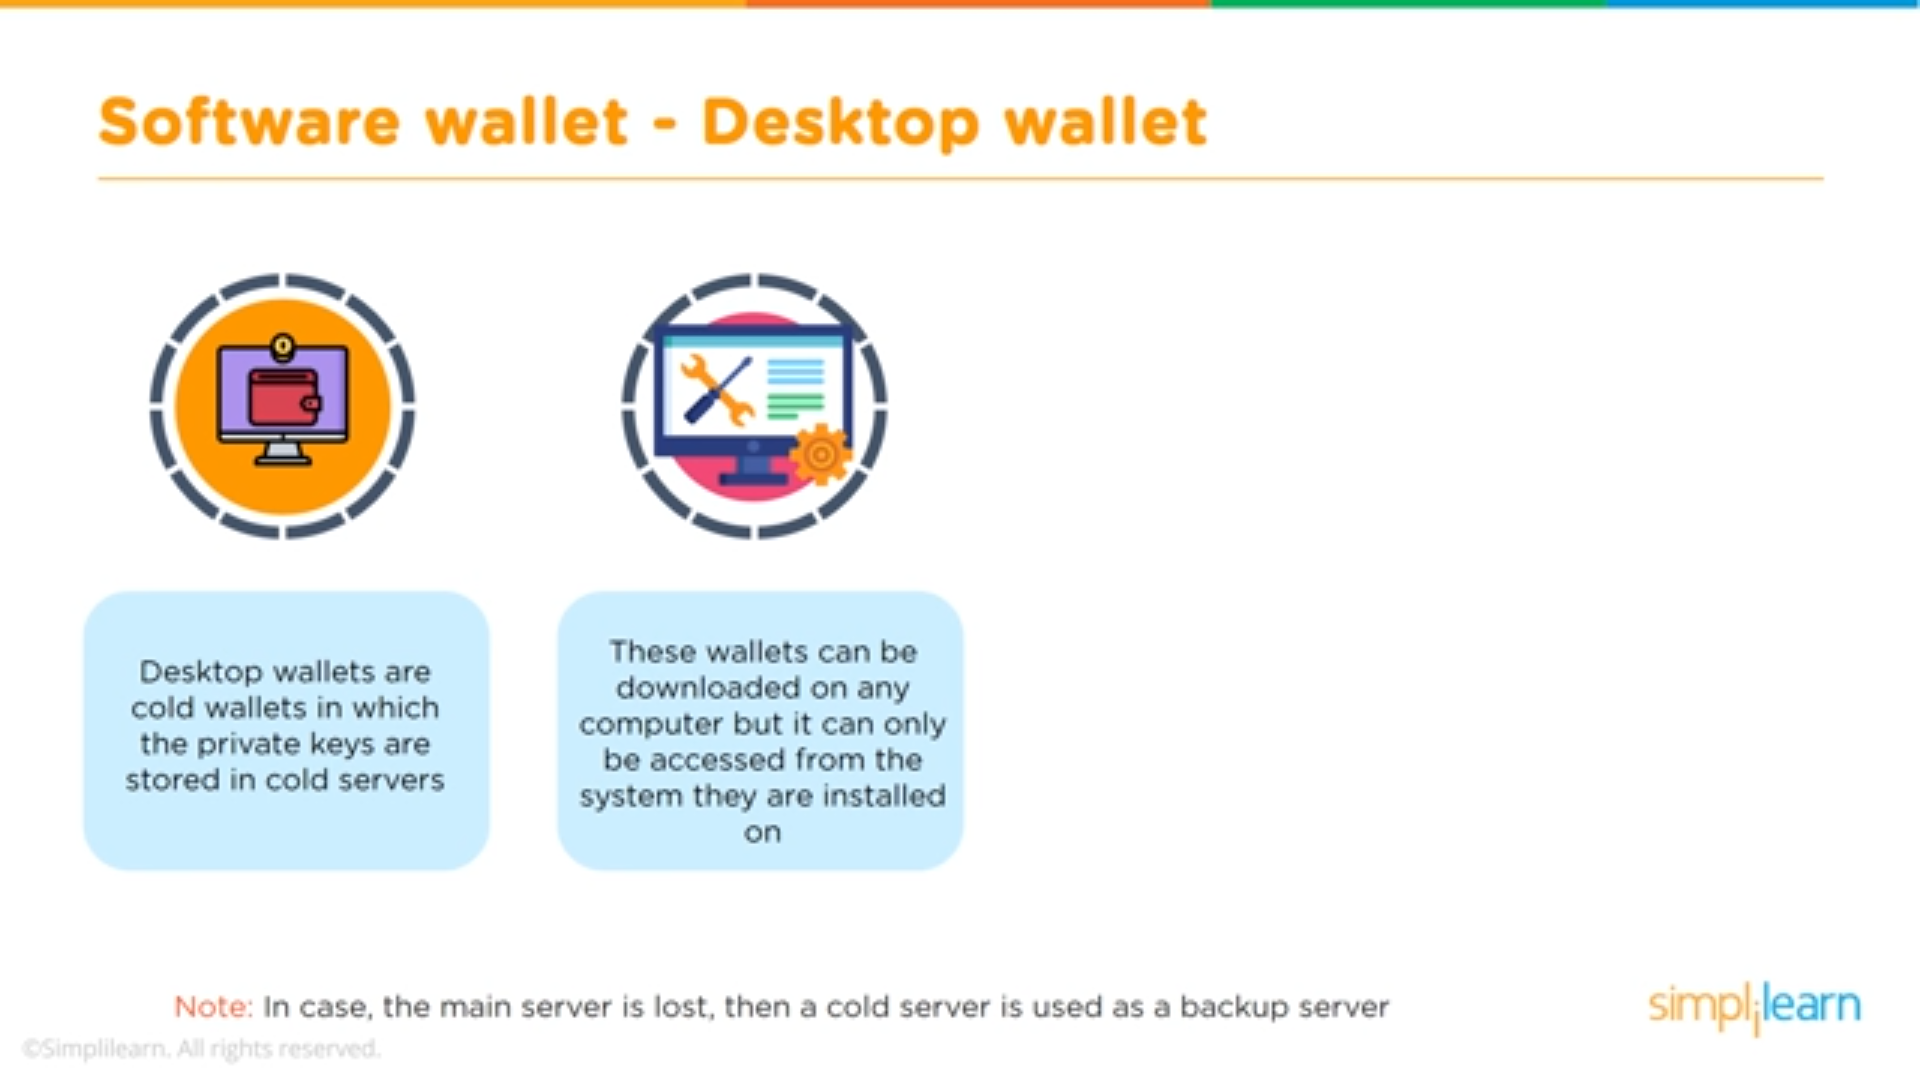 Software wallet - Desktop wallet
Desktop wallets are
cold wallets in which
the private keys are
stored in cold servers
These wallets can be
downloaded on any
computer but it can only
be accessed from the
system they are installed
on
Note: In case, the main server is lost, then a cold server is used as a backup server
simplilearn
©Simplilearn. All rights reserved.